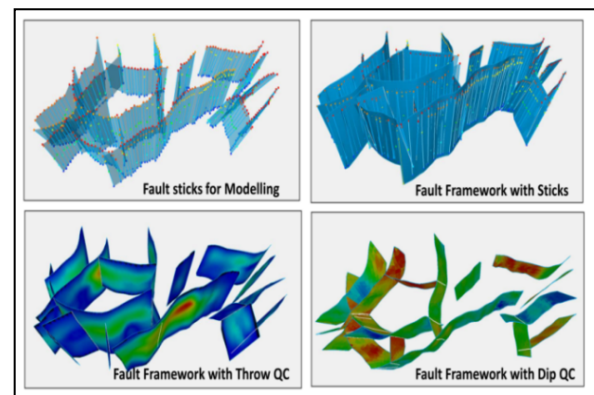 Fault sticks for Modelling
Fault Framework with Sticks
Fault Framework with Throw QC
Fault Framework with Dip QC